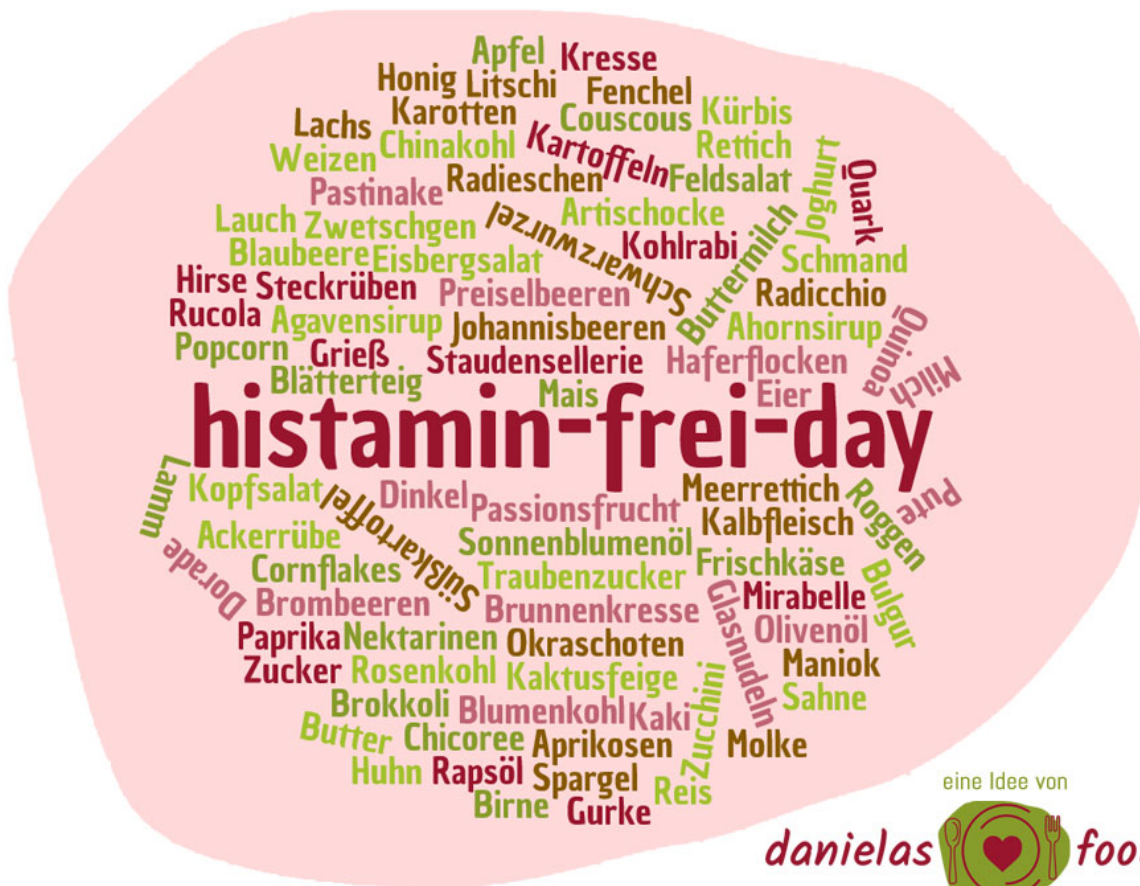 Apfel Kresse
Honig Litschi Fenchel
Lachs Karotten Couscous Kürbis
Weizen Chinakohl Kartoffeln Rettich Joghurt Quark
Pastinake Radieschen Feldsalat
Lauch Zwetschgen Schwarzwurzel Artischocke Buttermilch
Blaubeere Eisbergsalat Kohlrabi Schmand
Hirse Steckrüben Preiselbeeren Radicchio
Rucola Agavensirup Johannisbeeren Ahornsirup Quinoa
Popcorn Grieß Staudensellerie Haferflocken Milch
Blätterteig Mais Eier
histamin-frei-day
Lamm Kopfsalat Süßkartoffel Dinkel Passionsfrucht Meerrettich Roggen Pute
Ackerrübe Sonnenblumenöl Kalbfleisch
Dorade Cornflakes Traubenzucker Frischkäse Bulgur
Brombeeren Brunnenkresse Glasnudeln Mirabelle
Paprika Nektarinen Okraschoten Olivenöl
Zucker Rosenkohl Kaktusfeige Zucchini Maniok
Brokkoli Blumenkohl Kaki Sahne
Butter Chicoree Aprikosen Molke
Huhn Rapsöl Spargel Reis
Birne Gurke
eine Idee von
danielas foo